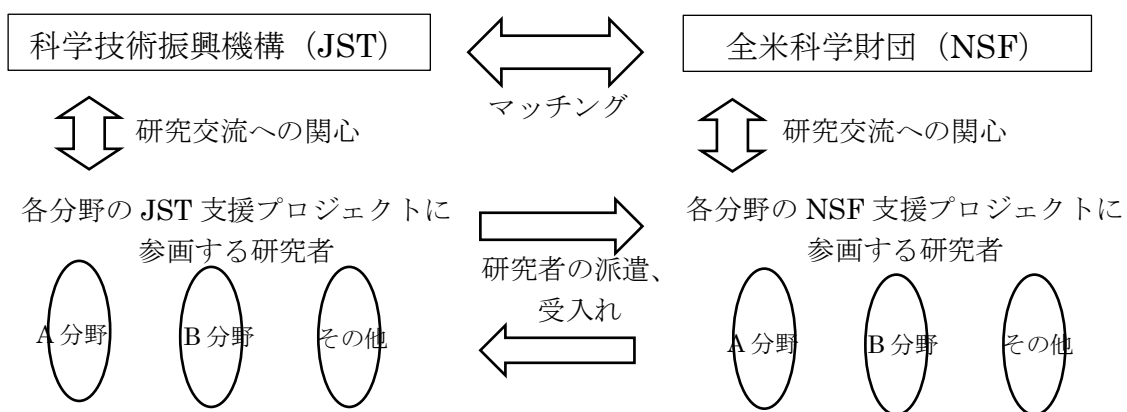 科学技術振興機構（JST）
全米科学財団（NSF）
マッチング
研究交流への関心
研究交流への関心
各分野の JST 支援プロジェクトに
参画する研究者
各分野の NSF 支援プロジェクトに
参画する研究者
研究者の派遣、
受入れ
A 分野
B 分野
その他
A 分野
B 分野
その他